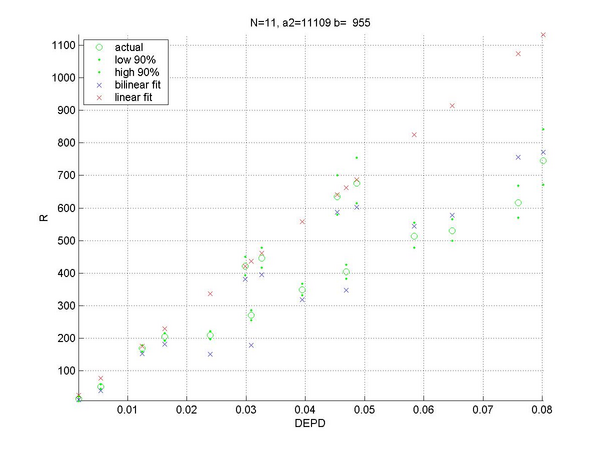 N=11, a2=11109 b= 955
actual
low 90%
high 90%
bilinear fit
linear fit
1100
1000
900
800
700
600
500
400
300
200
100
R
0.01 0.02 0.03 0.04 0.05 0.06 0.07 0.08
DEPD